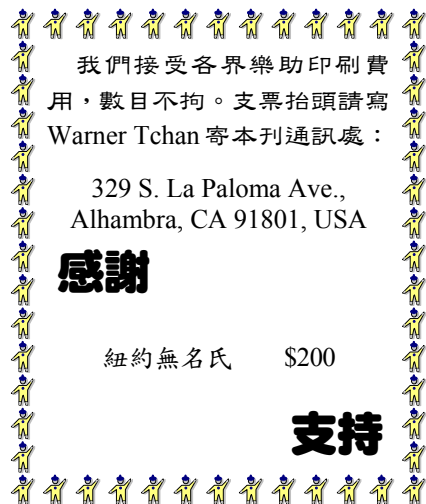 我們接受各界樂助印刷費
用，數目不拘。支票抬頭請寫
Warner Tchan 寄本刊通訊處：
329 S. La Paloma Ave.,
Alhambra, CA 91801, USA
感謝
紐約無名氏 $200
支持